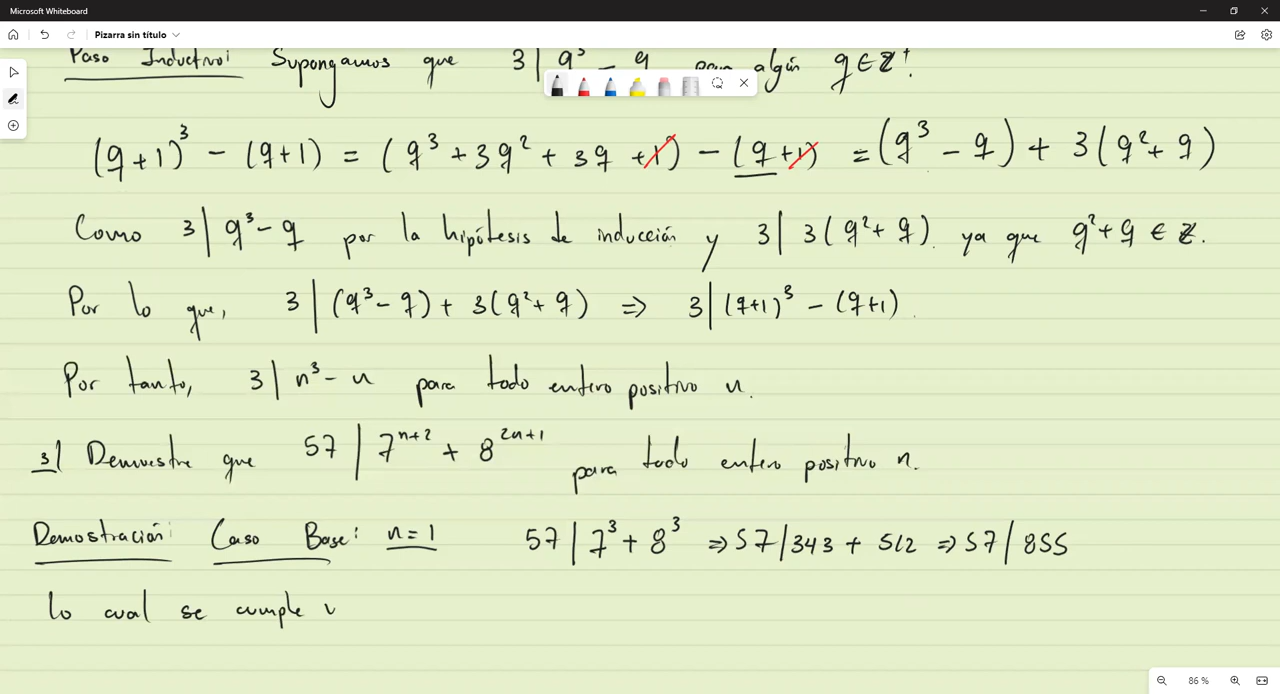 Microsoft Whiteboard
Pizarra sin título
Paso Inductivo: Supongamos que 3 | q³ - q para algún q ∈ ℤ⁺.
(q+1)³ - (q+1) = (q³ + 3q² + 3q + 1) - (q+1) = (q³ - q) + 3(q² + q)
Como 3 | q³ - q por la hipótesis de inducción y 3 | 3(q² + q) ya que q² + q ∈ ℤ.
Por lo que, 3 | (q³ - q) + 3(q² + q) ⇒ 3 | (q+1)³ - (q+1).
Por tanto, 3 | n³ - n para todo entero positivo n.
3) Demuestre que 57 | 7ⁿ⁺² + 8²ⁿ⁺¹ para todo entero positivo n.
Demostración: Caso Base: n = 1 57 | 7³ + 8³ ⇒ 57 | 343 + 512 ⇒ 57 | 855
lo cual se cumple
86 %